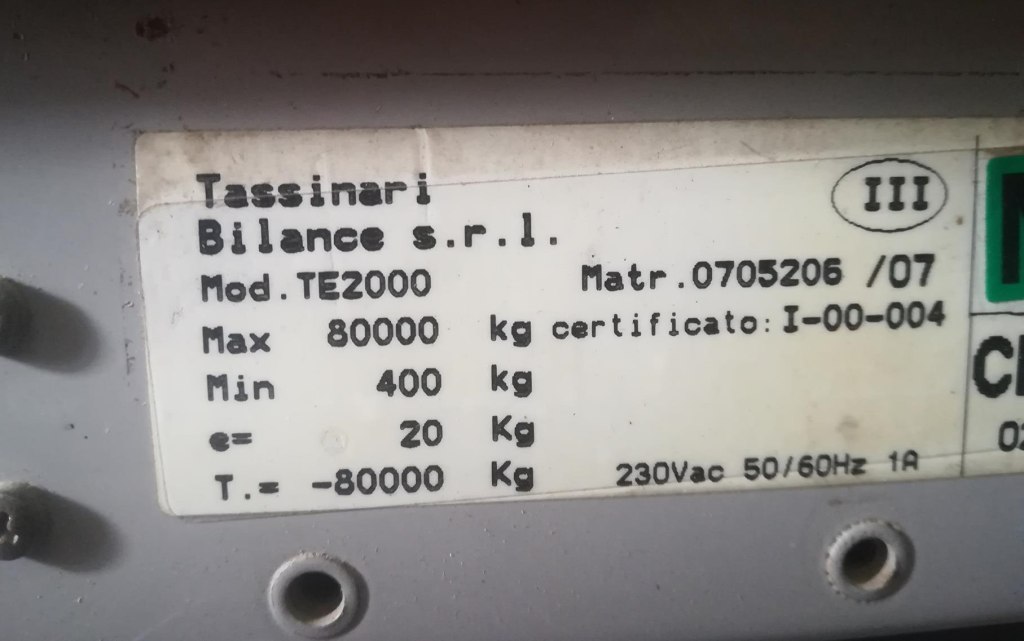 Tassinari
Bilance s.r.l.
III
Mod.TE2000
Matr.0705206 /07
Max 80000 kg
certificato: I-00-004
Min 400 kg
e= 20 Kg
T.= -80000 Kg
230Vac 50/60Hz 1A